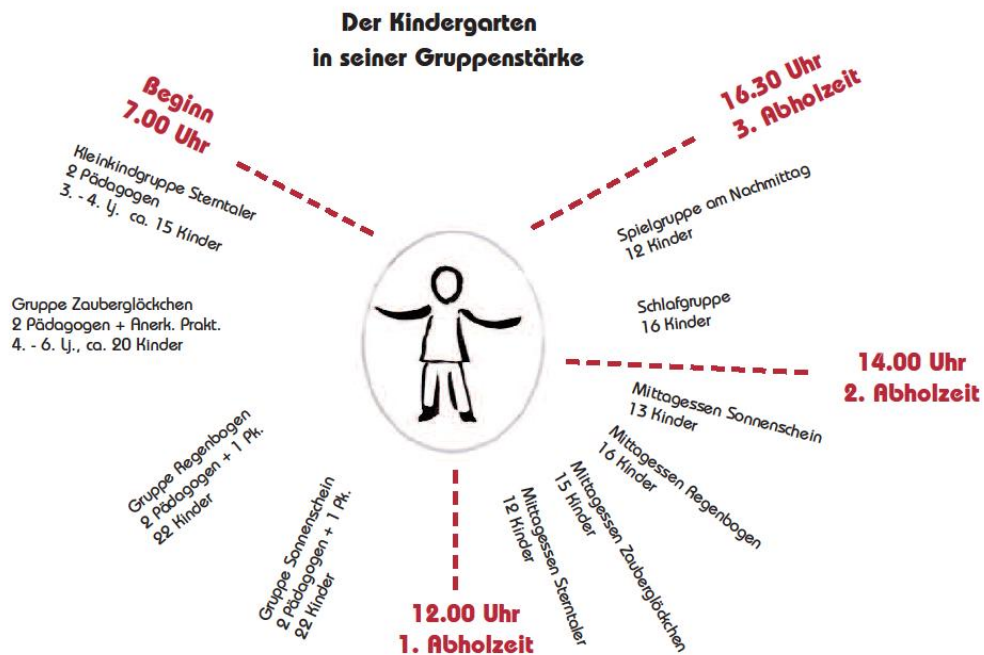 Der Kindergarten
in seiner Gruppenstärke
Beginn
7.00 Uhr
Kleinkindgruppe Sterntaler
2 Pädagogen
3. - 4. Lj. ca. 15 Kinder
Gruppe Zauberglöckchen
2 Pädagogen + Anerk. Prakt.
4. - 6. Lj., ca. 20 Kinder
Gruppe Regenbogen
2 Pädagogen + 1 Pk.
22 Kinder
Gruppe Sonnenschein
2 Pädagogen + 1 Pk.
22 Kinder
12.00 Uhr
1. Abholzeit
Mittagessen Sterntaler
12 Kinder
Mittagessen Zauberglöckchen
15 Kinder
Mittagessen Regenbogen
16 Kinder
Mittagessen Sonnenschein
13 Kinder
14.00 Uhr
2. Abholzeit
Schlafgruppe
16 Kinder
Spielgruppe am Nachmittag
12 Kinder
16.30 Uhr
3. Abholzeit